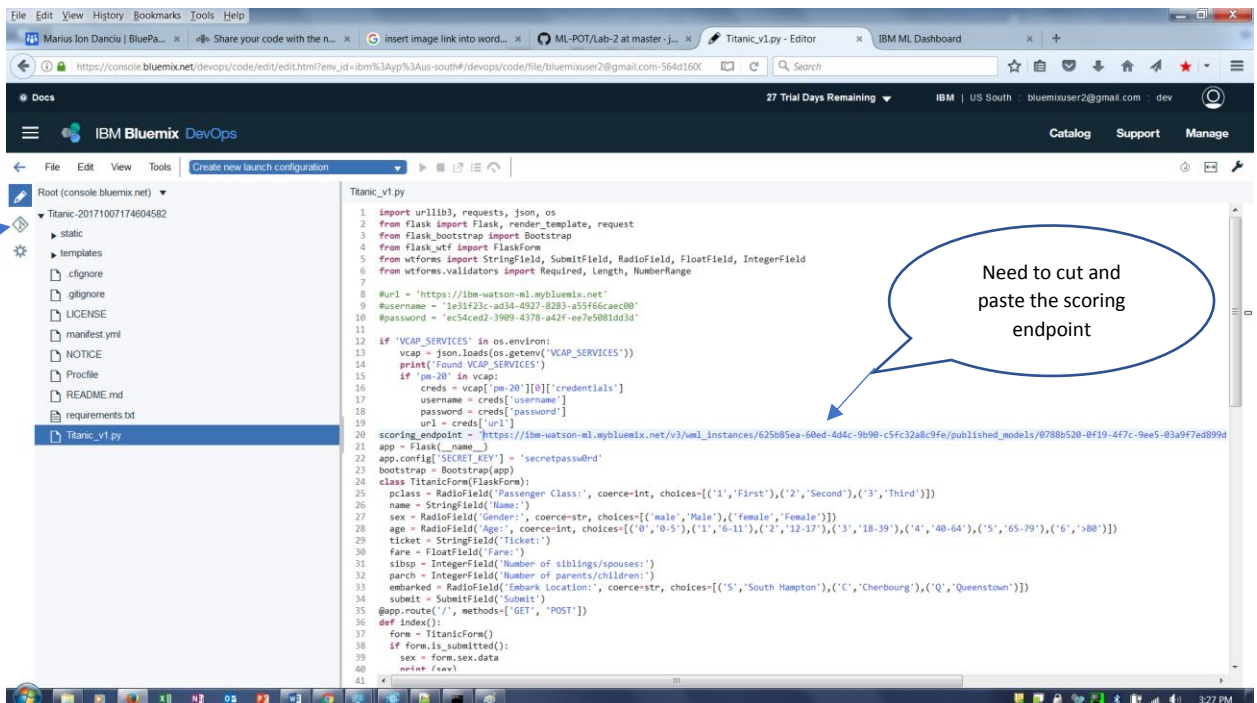 File Edit View History Bookmarks Tools Help
Marius Ion Danciu | BluePa... Share your code with the n... insert image link into word... ML-POT/Lab-2 at master · j... Titanic_v1.py - Editor IBM ML Dashboard
https://console.bluemix.net/devops/code/edit/edit.html?env_id=ibm%3Ayp%3Aus-south#/devops/code/file/bluemixuser2@gmail.com-564d160 Search
Docs 27 Trial Days Remaining IBM | US South : bluemixuser2@gmail.com : dev
IBM Bluemix DevOps Catalog Support Manage
File Edit View Tools Create new launch configuration
Root (console.bluemix.net)
Titanic-20171007174604582
static
templates
.cfignore
.gitignore
LICENSE
manifest.yml
NOTICE
Procfile
README.md
requirements.txt
Titanic_v1.py
Titanic_v1.py
1 import urllib3, requests, json, os
2 from flask import Flask, render_template, request
3 from flask_bootstrap import Bootstrap
4 from flask_wtf import FlaskForm
5 from wtforms import StringField, SubmitField, RadioField, FloatField, IntegerField
6 from wtforms.validators import Required, Length, NumberRange
7
8 #url = 'https://ibm-watson-ml.mybluemix.net'
9 #username = '1e31f23c-ad34-4927-8283-a55f66caec00'
10 #password = 'ec54ced2-3909-4378-a42f-ee7e5081dd3d'
11
12 if 'VCAP_SERVICES' in os.environ:
13 vcap = json.loads(os.getenv('VCAP_SERVICES'))
14 print('Found VCAP_SERVICES')
15 if 'pm-20' in vcap:
16 creds = vcap['pm-20'][0]['credentials']
17 username = creds['username']
18 password = creds['password']
19 url = creds['url']
20 scoring_endpoint = 'https://ibm-watson-ml.mybluemix.net/v3/wml_instances/625b85ea-60ed-4d4c-9b90-c5fc32a8c9fe/published_models/0788b520-0f19-4f7c-9ee5-03a9f7ed899d
21 app = Flask(__name__)
22 app.config['SECRET_KEY'] = 'secretpassw0rd'
23 bootstrap = Bootstrap(app)
24 class TitanicForm(FlaskForm):
25 pclass = RadioField('Passenger Class:', coerce=int, choices=[('1','First'),('2','Second'),('3','Third')])
26 name = StringField('Name:')
27 sex = RadioField('Gender:', coerce=str, choices=[('male','Male'),('female','Female')])
28 age = RadioField('Age:', coerce=int, choices=[('0','0-5'),('1','6-11'),('2','12-17'),('3','18-39'),('4','40-64'),('5','65-79'),('6','>80')])
29 ticket = StringField('Ticket:')
30 fare = FloatField('Fare:')
31 sibsp = IntegerField('Number of siblings/spouses:')
32 parch = IntegerField('Number of parents/children:')
33 embarked = RadioField('Embark Location:', coerce=str, choices=[('S','South Hampton'),('C','Cherbourg'),('Q','Queenstown')])
34 submit = SubmitField('Submit')
35 @app.route('/', methods=['GET', 'POST'])
36 def index():
37 form = TitanicForm()
38 if form.is_submitted():
39 sex = form.sex.data
40 print (sex)
41
Need to cut and
paste the scoring
endpoint
3:27 PM